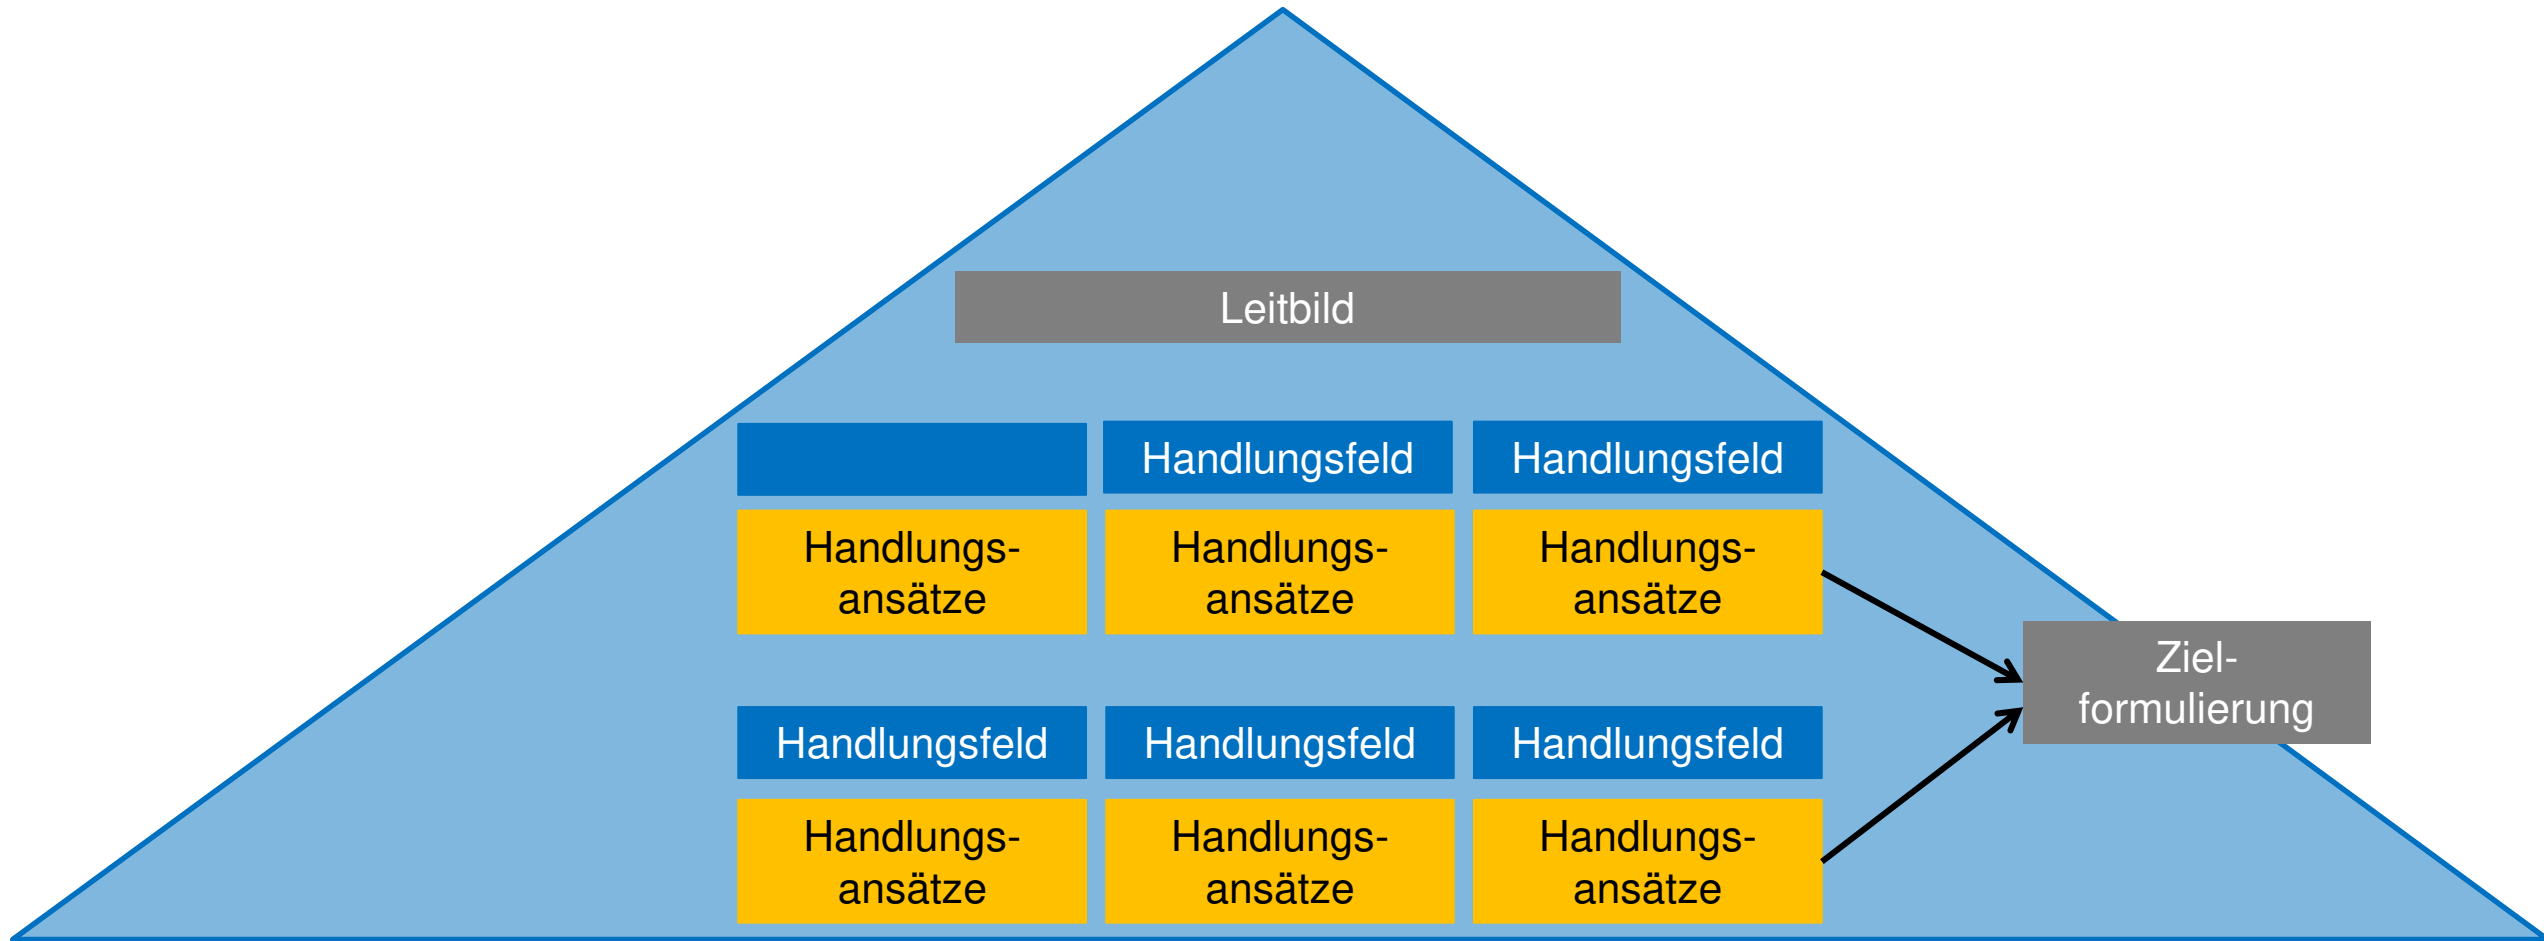 Leitbild
Handlungsfeld
Handlungsfeld
Handlungs-
ansätze
Handlungs-
ansätze
Handlungs-
ansätze
Ziel-
formulierung
Handlungsfeld
Handlungsfeld
Handlungsfeld
Handlungs-
ansätze
Handlungs-
ansätze
Handlungs-
ansätze